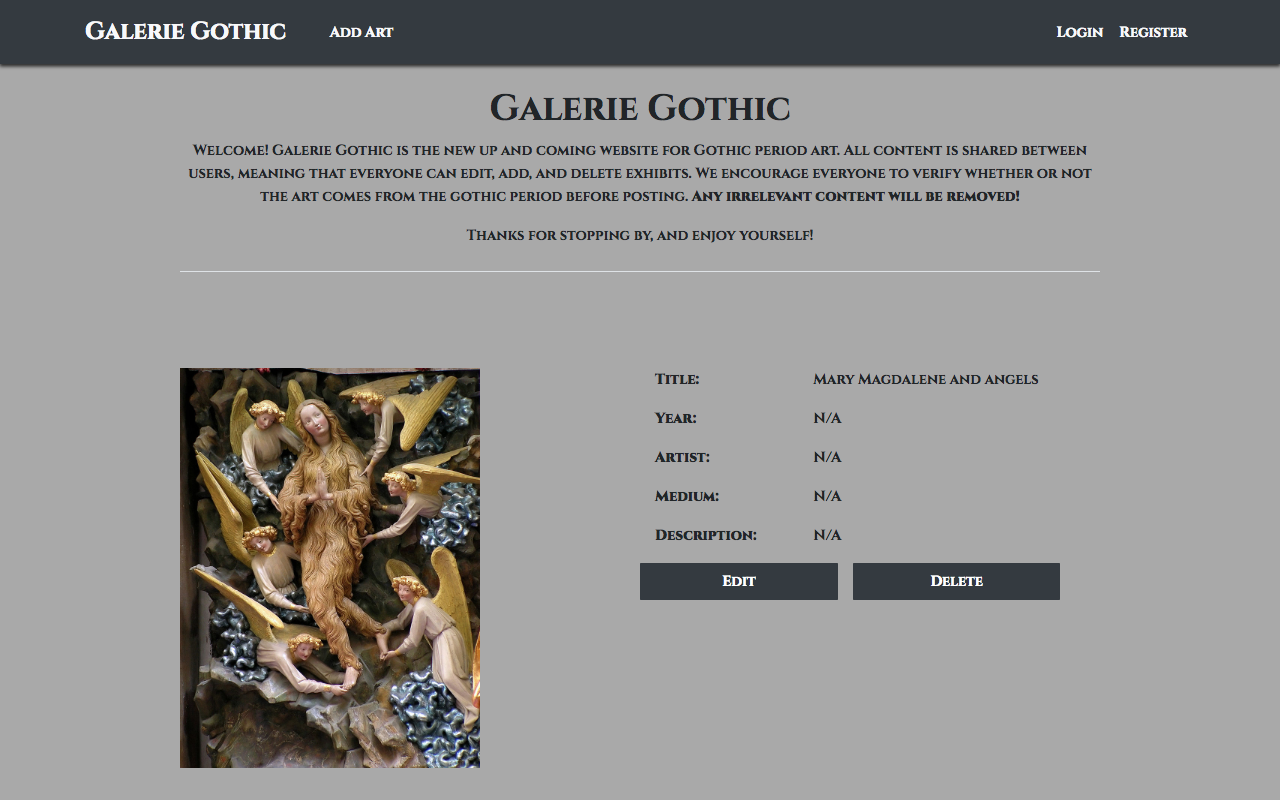 Galerie Gothic Add Art Login Register
Galerie Gothic
Welcome! Galerie Gothic is the new up and coming website for Gothic period art. All content is shared between
users, meaning that everyone can edit, add, and delete exhibits. We encourage everyone to verify whether or not
the art comes from the gothic period before posting. Any irrelevant content will be removed!
Thanks for stopping by, and enjoy yourself!
Title: Mary Magdalene and angels
Year: N/A
Artist: N/A
Medium: N/A
Description: N/A
Edit Delete